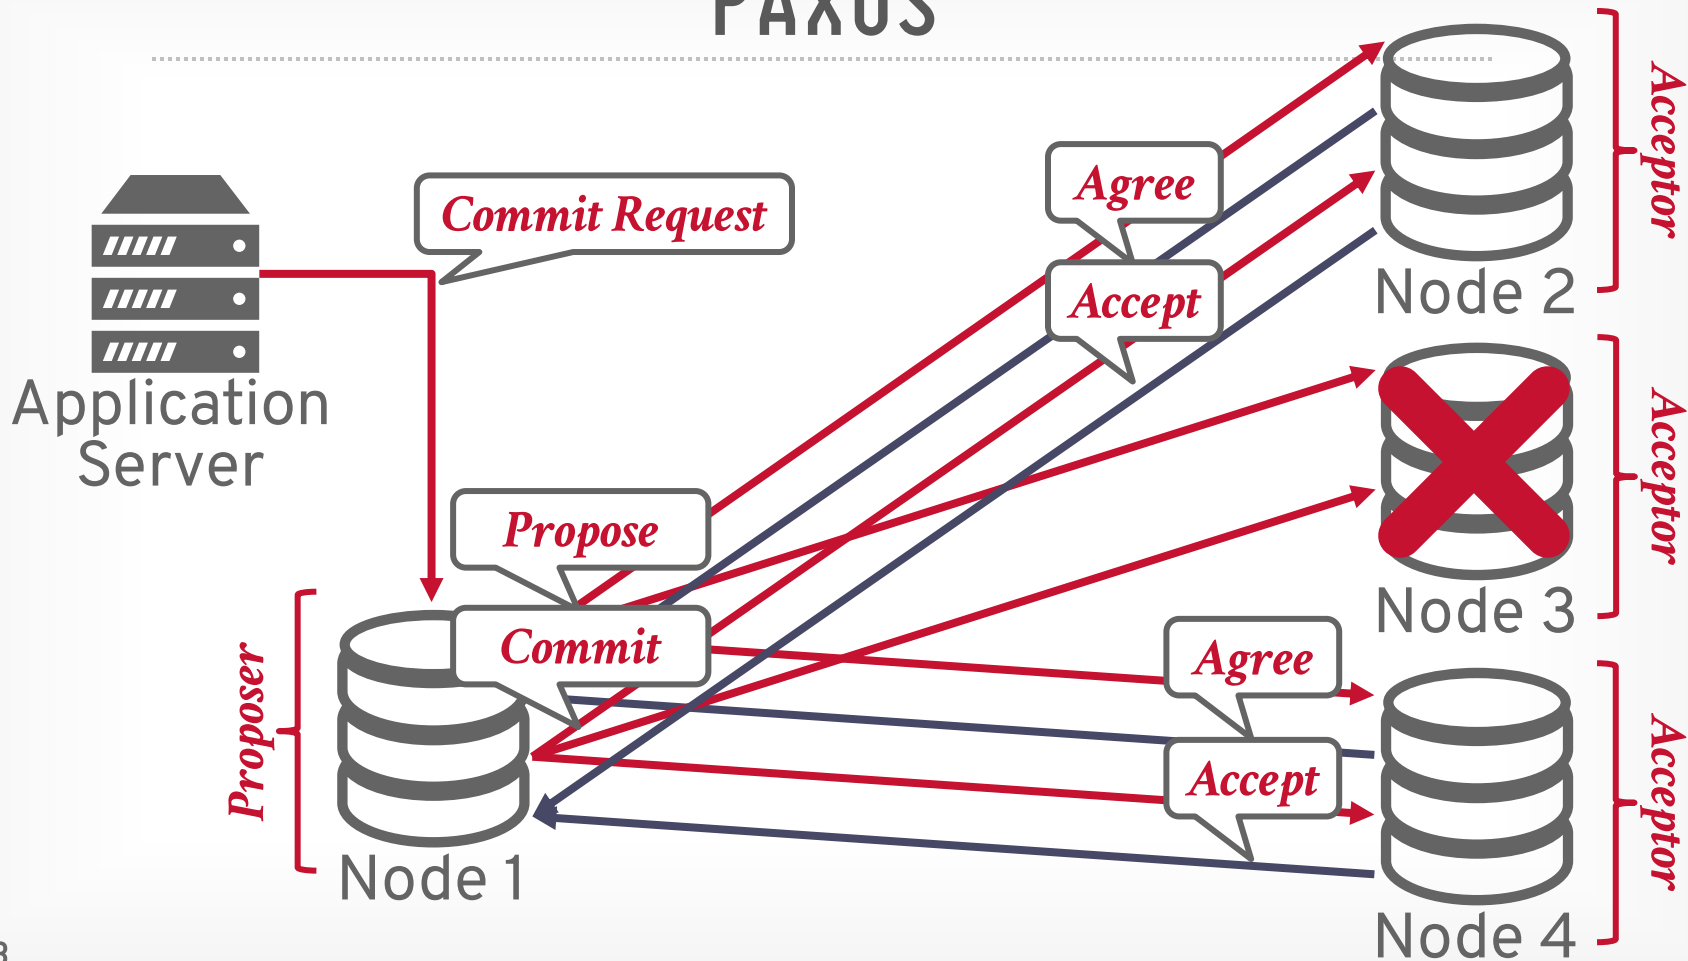 PAXOS
Commit Request
Application
Server
Agree
Accept
Node 2
Acceptor
Node 3
Acceptor
Propose
Commit
Proposer
Node 1
Agree
Accept
Node 4
Acceptor